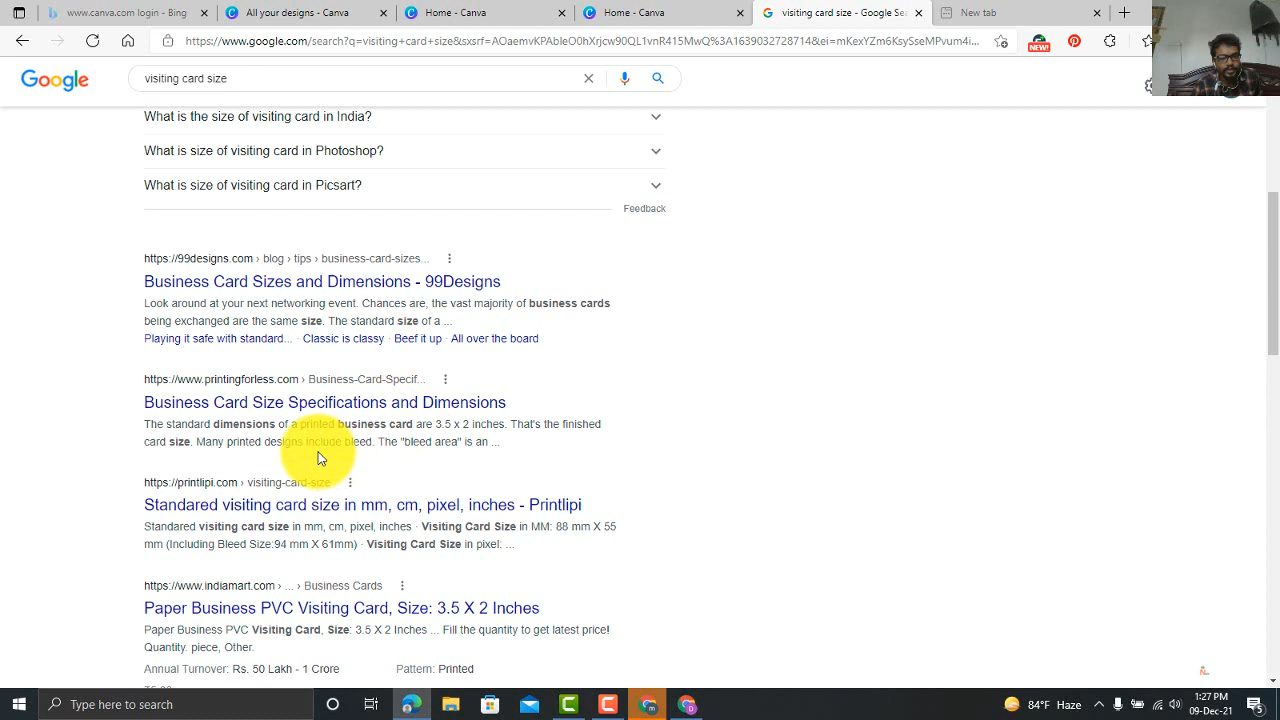 www.canva.com login - Bing
All your designs - Canva
Home - Canva
Home - Canva
visiting card size - Google Sea
New tab
https://www.google.com/search?q=visiting+card+size&sxsrf=AOaemvKPAbIeO0hXrjcw90QL1vnR415MwQ%3A1639032728714&ei=mKexYZm6KsySseMPvum4i...
NEW!
Google
visiting card size
What is the size of visiting card in India?
What is size of visiting card in Photoshop?
What is size of visiting card in Picsart?
Feedback
https://99designs.com › blog › tips › business-card-sizes...
Business Card Sizes and Dimensions - 99Designs
Look around at your next networking event. Chances are, the vast majority of business cards
being exchanged are the same size. The standard size of a ...
Playing it safe with standard... · Classic is classy · Beef it up · All over the board
https://www.printingforless.com › Business-Card-Specif...
Business Card Size Specifications and Dimensions
The standard dimensions of a printed business card are 3.5 x 2 inches. That's the finished
card size. Many printed designs include bleed. The "bleed area" is an ...
https://printlipi.com › visiting-card-size
Standared visiting card size in mm, cm, pixel, inches - Printlipi
Standared visiting card size in mm, cm, pixel, inches · Visiting Card Size in MM: 88 mm X 55
mm (Including Bleed Size:94 mm X 61mm) · Visiting Card Size in pixel: ...
https://www.indiamart.com › ... › Business Cards
Paper Business PVC Visiting Card, Size: 3.5 X 2 Inches
Paper Business PVC Visiting Card, Size: 3.5 X 2 Inches ... Fill the quantity to get latest price!
Quantity. piece, Other.
Annual Turnover: Rs. 50 Lakh - 1 Crore
Pattern: Printed
Type here to search
84°F Haze
1:27 PM
09-Dec-21
3